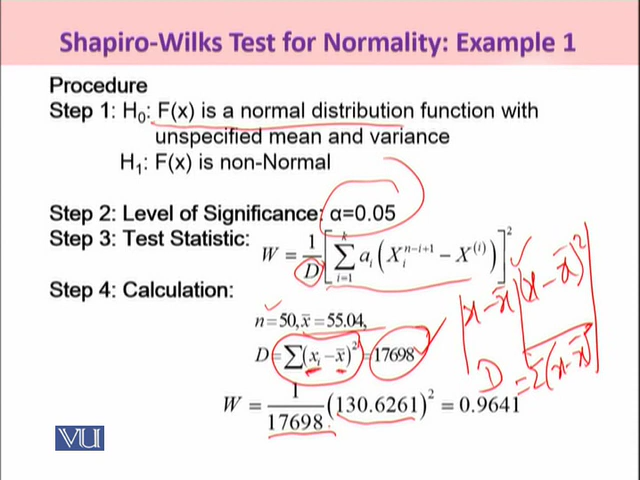 Shapiro-Wilks Test for Normality: Example 1
Procedure
Step 1: H₀: F(x) is a normal distribution function with
unspecified mean and variance
H₁: F(x) is non-Normal
Step 2: Level of Significance: α=0.05
Step 3: Test Statistic: W = 1/D [ ∑_{i=1}^{k} a_i (X_i^{n-i+1} − X^{(i)}) ]²
Step 4: Calculation:
n=50, x̄ =55.04,
D = ∑(x_i − x̄)² =17698
W = 1/17698 (130.6261)² = 0.9641
x−x̄ | (x−x̄)²
D = Σ(x−x̄)²
VU